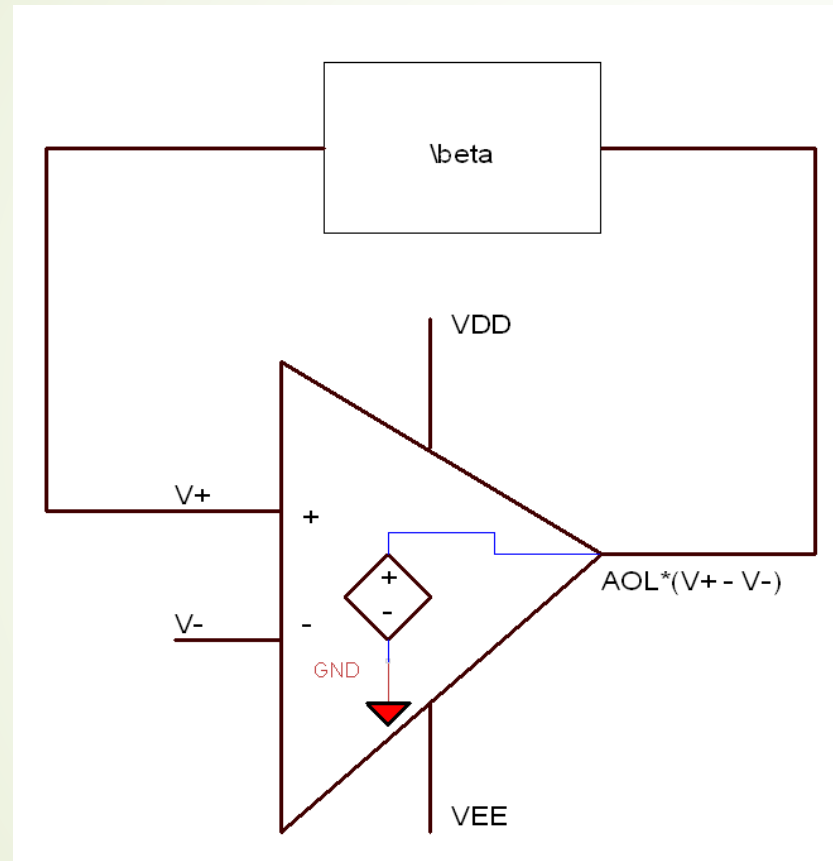 \beta
VDD
V+
+
+
AOL*(V+ - V-)
-
V-
-
GND
VEE